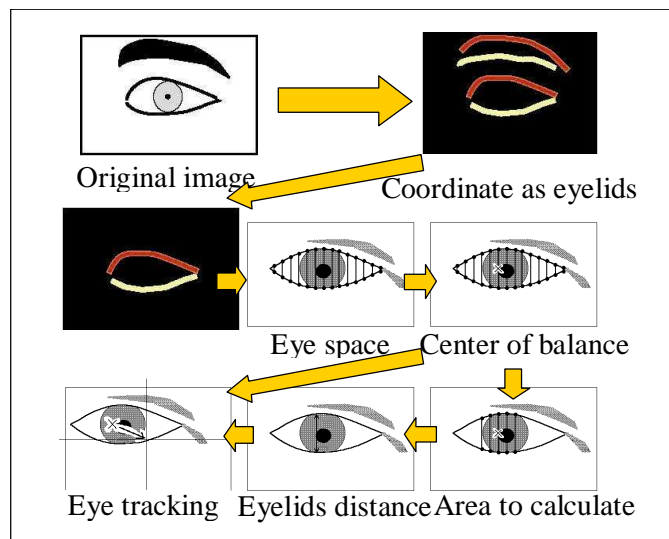 Original image
Coordinate as eyelids
Eye space
Center of balance
Eye tracking
Eyelids distance
Area to calculate